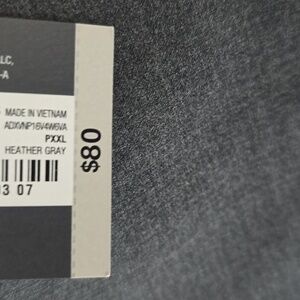 LLC,
-A
MADE IN VIETNAM
ADXVNP16V4W6VA
PXXL
HEATHER GRAY
3 07
$80